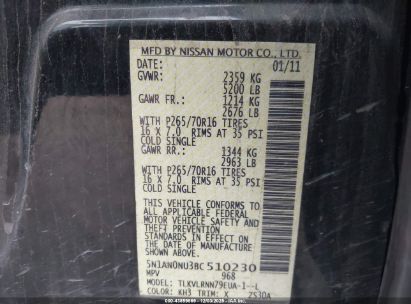 MFD BY NISSAN MOTOR CO., LTD.
DATE: 01/11
GVWR: 2359 KG
5200 LB
GAWR FR.: 1214 KG
2676 LB
WITH P265/70R16 TIRES
16 X 7.0 RIMS AT 35 PSI
COLD SINGLE
GAWR RR.: 1344 KG
2963 LB
WITH P265/70R16 TIRES
16 X 7.0 RIMS AT 35 PSI
COLD SINGLE
THIS VEHICLE CONFORMS TO ALL
APPLICABLE FEDERAL
MOTOR VEHICLE SAFETY AND
THEFT PREVENTION STANDARDS
IN EFFECT ON THE DATE OF
MANUFACTURE SHOWN ABOVE.
5N1AN0NU3BC510230
MPV 968
TYPE: TLKVLRNN79EUA-1--L
COLOR: KH3 TRIM: X 7S30A